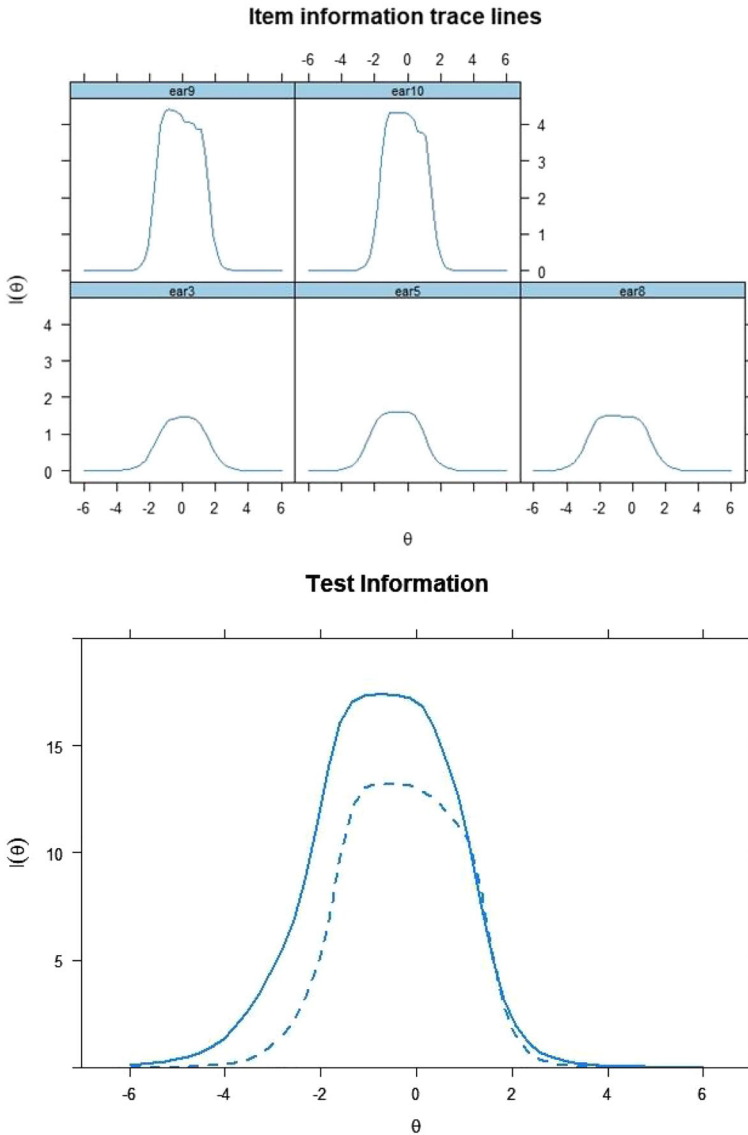 Item information trace lines
-6 -4 -2 0 2 4 6
ear9 ear10
4
3
2
1
0
I(θ)
ear3 ear5 ear8
4
3
2
1
0
-6 -4 -2 0 2 4 6 -6 -4 -2 0 2 4 6 -6 -4 -2 0 2 4 6
θ
Test Information
15
10
5
I(θ)
-6 -4 -2 0 2 4 6
θ